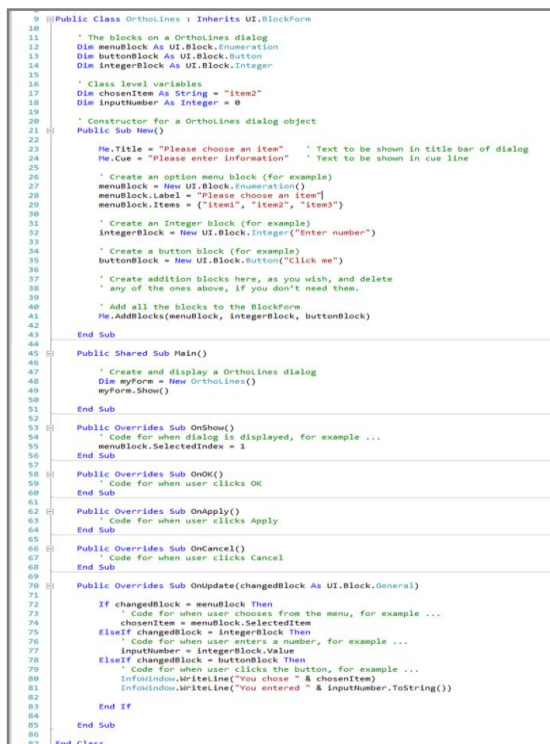 9 Public Class OrthoLines : Inherits UI.BlockForm
10
11 ' The blocks on a OrthoLines dialog
12 Dim menuBlock As UI.Block.Enumeration
13 Dim buttonBlock As UI.Block.Button
14 Dim integerBlock As UI.Block.Integer
15
16 ' Class level variables
17 Dim chosenItem As String = "item2"
18 Dim inputNumber As Integer = 0
19
20 ' Constructor for a OrthoLines dialog object
21 Public Sub New()
22
23 Me.Title = "Please choose an item" ' Text to be shown in title bar of dialog
24 Me.Cue = "Please enter information" ' Text to be shown in cue line
25
26 ' Create an option menu block (for example)
27 menuBlock = New UI.Block.Enumeration()
28 menuBlock.Label = "Please choose an item"
29 menuBlock.Items = {"item1", "item2", "item3"}
30
31 ' Create an Integer block (for example)
32 integerBlock = New UI.Block.Integer("Enter number")
33
34 ' Create a button block (for example)
35 buttonBlock = New UI.Block.Button("Click me")
36
37 ' Create addition blocks here, as you wish, and delete
38 ' any of the ones above, if you don't need them.
39
40 ' Add all the blocks to the BlockForm
41 Me.AddBlocks(menuBlock, integerBlock, buttonBlock)
42
43 End Sub
44
45 Public Shared Sub Main()
46
47 ' Create and display a OrthoLines dialog
48 Dim myForm = New OrthoLines()
49 myForm.Show()
50
51 End Sub
52
53 Public Overrides Sub OnShow()
54 ' Code for when dialog is displayed, for example ...
55 menuBlock.SelectedIndex = 1
56 End Sub
57
58 Public Overrides Sub OnOK()
59 ' Code for when user clicks OK
60 End Sub
61
62 Public Overrides Sub OnApply()
63 ' Code for when user clicks Apply
64 End Sub
65
66 Public Overrides Sub OnCancel()
67 ' Code for when user clicks Cancel
68 End Sub
69
70 Public Overrides Sub OnUpdate(changedBlock As UI.Block.General)
71
72 If changedBlock = menuBlock Then
73 ' Code for when user chooses from the menu, for example ...
74 chosenItem = menuBlock.SelectedItem
75 ElseIf changedBlock = integerBlock Then
76 ' Code for when user enters a number, for example ...
77 inputNumber = integerBlock.Value
78 ElseIf changedBlock = buttonBlock Then
79 ' Code for when user clicks the button, for example ...
80 InfoWindow.WriteLine("You chose " & chosenItem)
81 InfoWindow.WriteLine("You entered " & inputNumber.ToString())
82
83 End If
84
85 End Sub
86
87 End Class